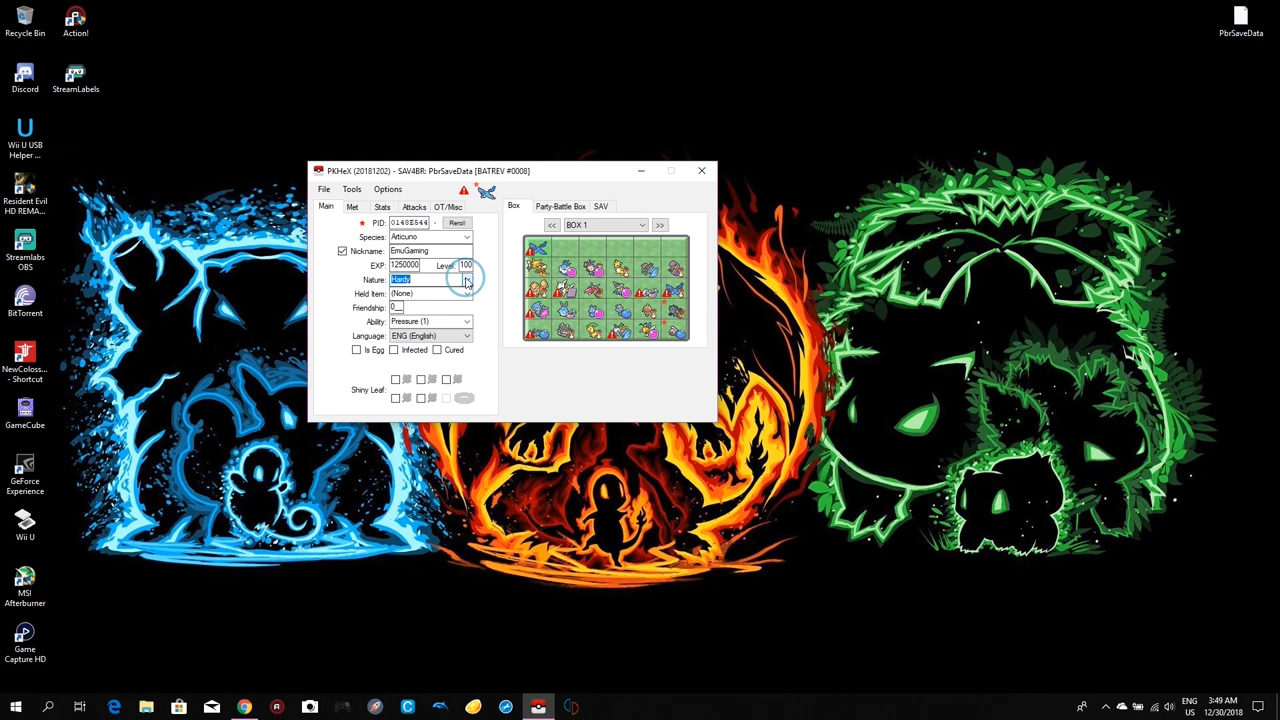 Recycle Bin
Action!
PbrSaveData
Discord
StreamLabels
Wii U USB
Helper ...
Resident Evil
HD REMA...
Streamlabs
OBS
BitTorrent
NewColoss...
- Shortcut
GameCube
GeForce
Experience
Wii U
MSI
Afterburner
Game
Capture HD
PKHeX (20181202) - SAV4BR: PbrSaveData [BATREV #0008]
File Tools Options
Main Met Stats Attacks OT/Misc
PID: 0148E544 - Reroll
Species: Articuno
Nickname: EmuGaming
EXP: 1250000 Level: 100
Nature: Hardy
Held Item: (None)
Friendship: 0__
Ability: Pressure (1)
Language: ENG (English)
Is Egg Infected Cured
Shiny Leaf:
Box Party-Battle Box SAV
<< BOX 1 >>
ENG
US
3:49 AM
12/30/2018